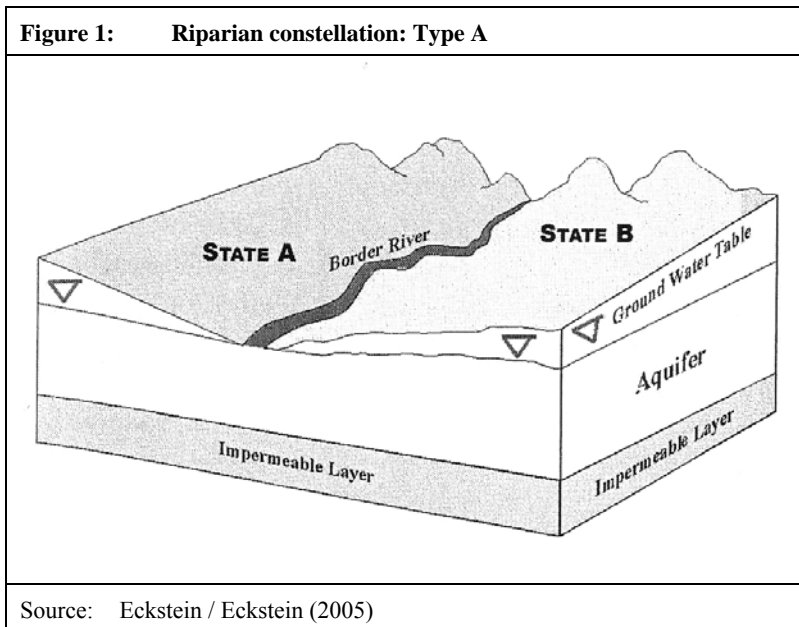 Figure 1: Riparian constellation: Type A
STATE A
Border River
STATE B
Ground Water Table
Aquifer
Impermeable Layer
Impermeable Layer
Source: Eckstein / Eckstein (2005)